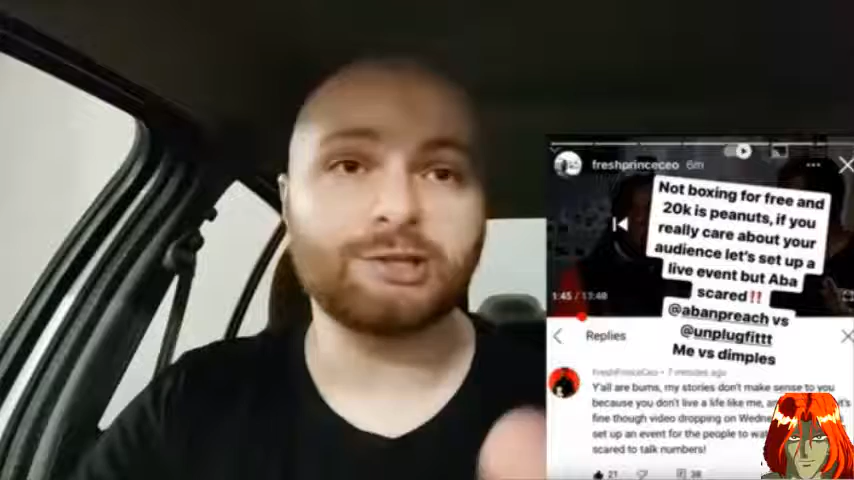 freshprinceceo 6m
Not boxing for free and
20k is peanuts, if you
really care about your
audience let's set up a
live event but Aba
scared‼️
@abanpreach vs
@unplugfittt
Me vs dimples
1:45 / 13:48
Replies
FreshPrinceCeo • 7 minutes ago
Y'all are bums, my stories don't make sense to you
because you don't live a life like me,
fine though video dropping on
set up an event for the people to
scared to talk numbers!
21
38